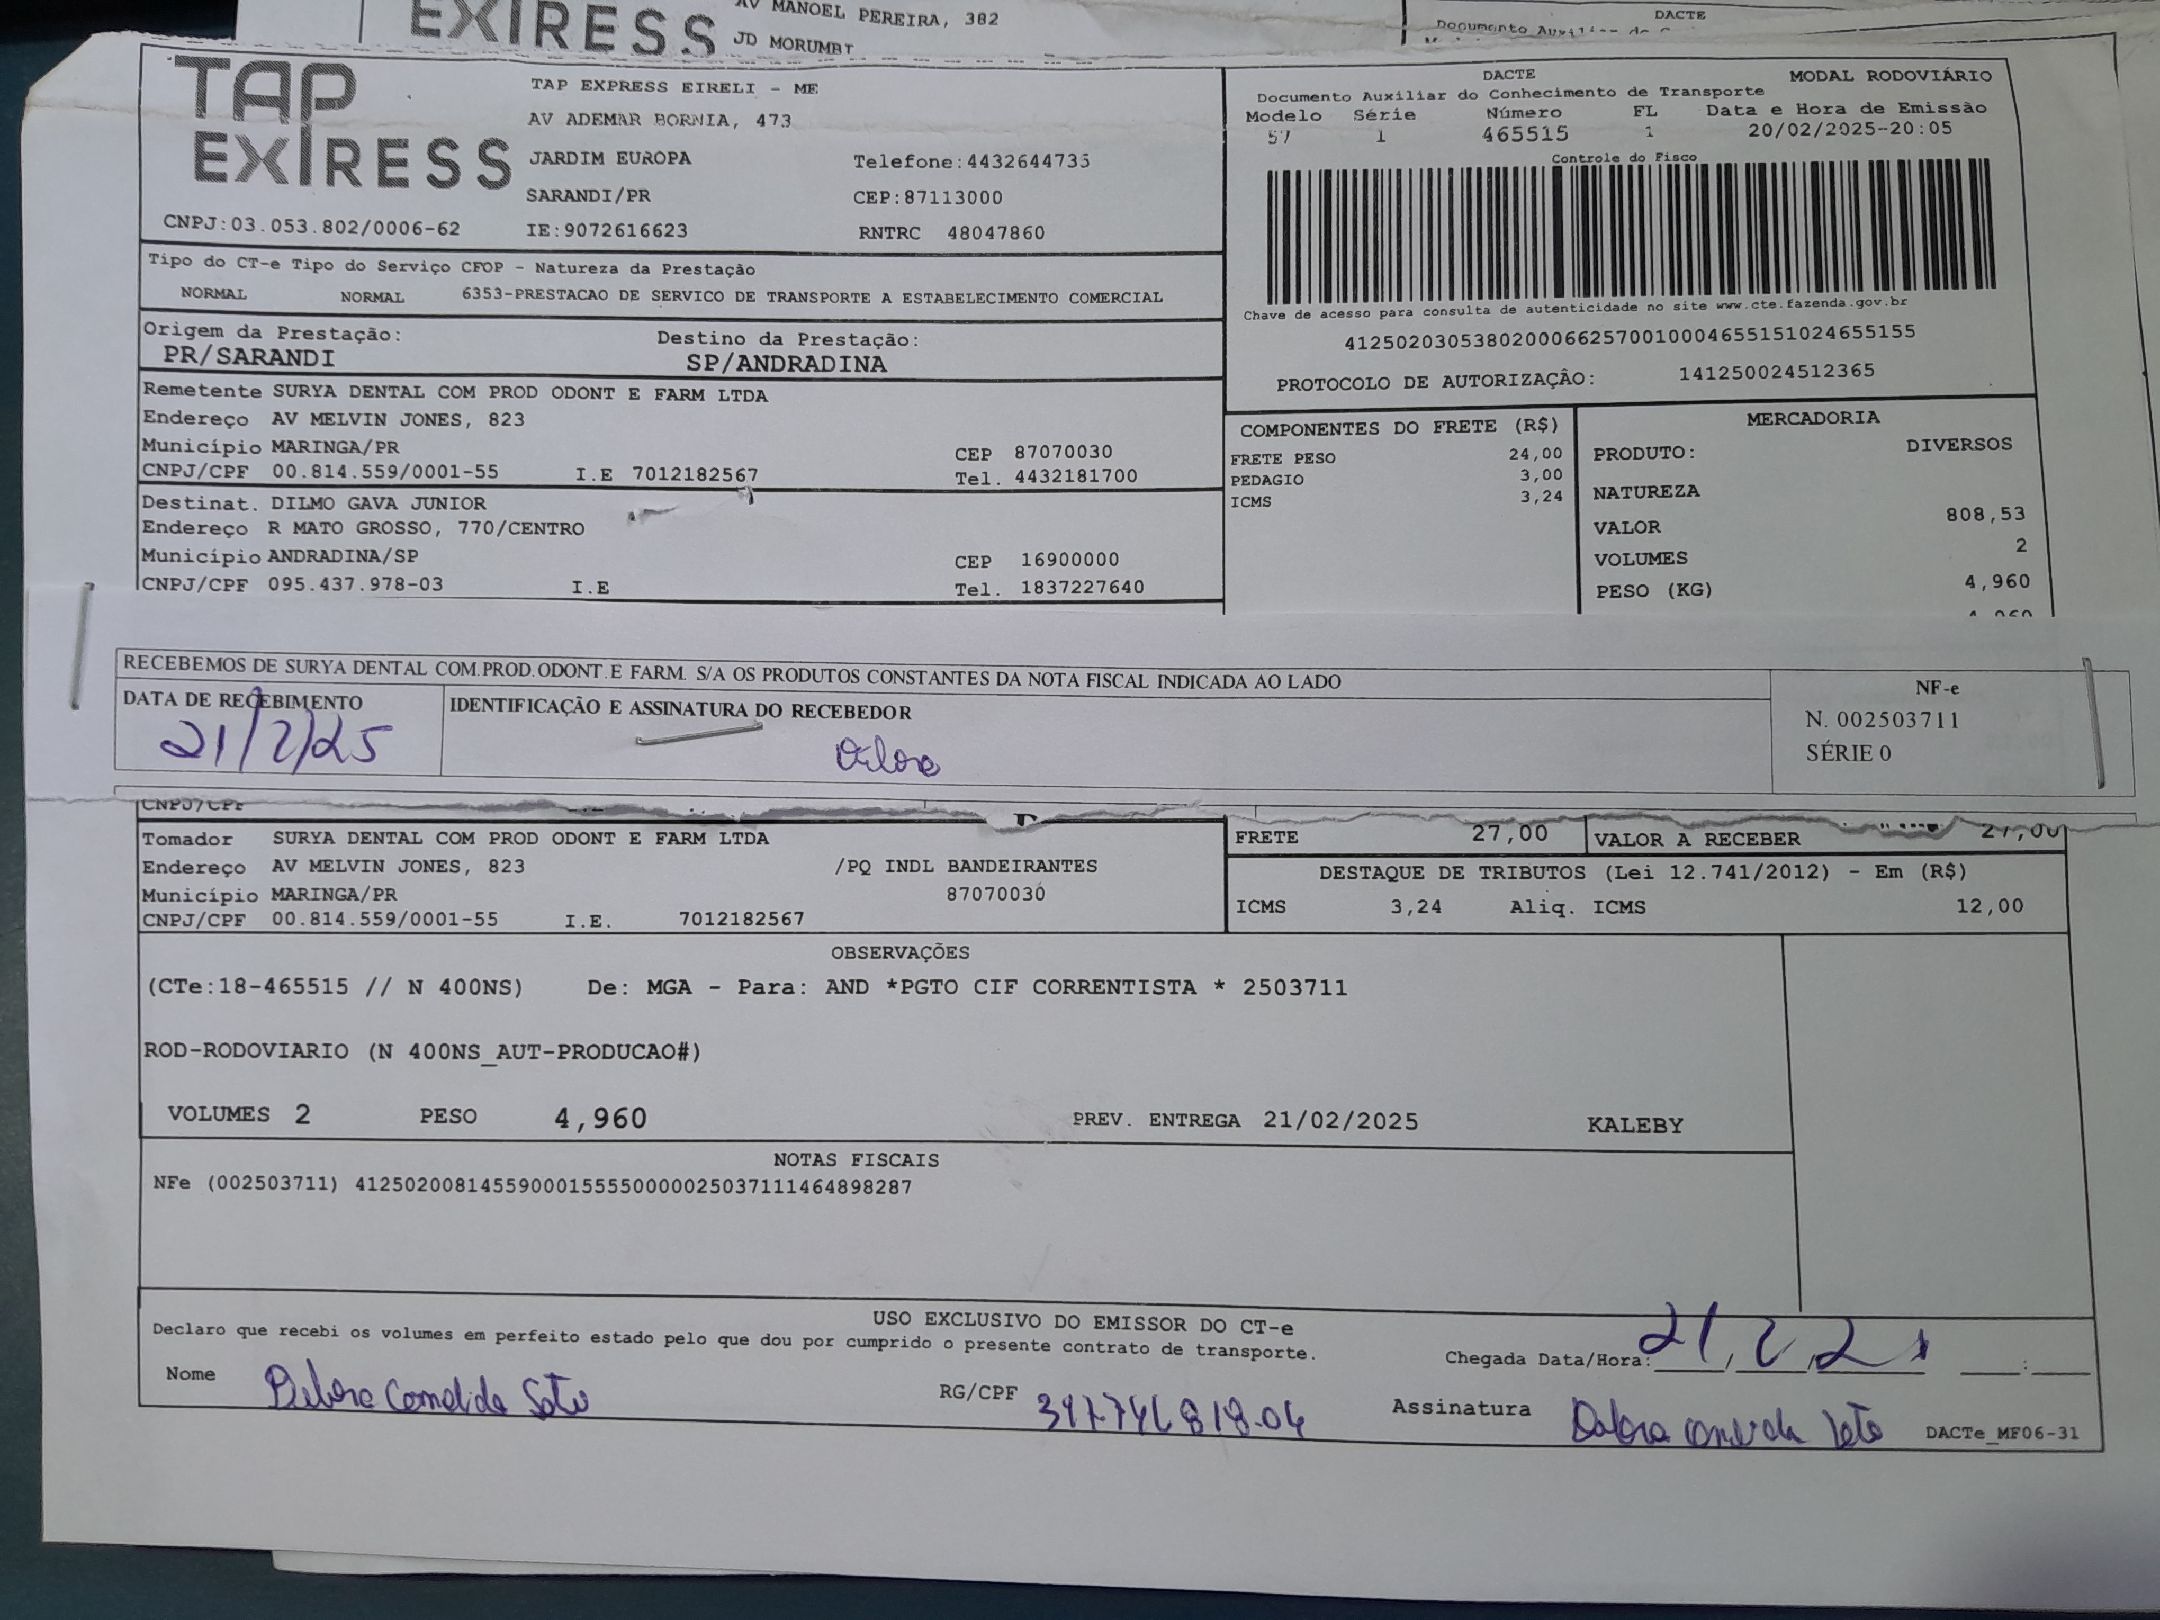 EXPRESS
AV MANOEL PEREIRA, 382
JD MORUMBI
DACTE
TAP
EXPRESS
CNPJ:03.053.802/0006-62
TAP EXPRESS EIRELI - ME
AV ADEMAR BORNIA, 473
JARDIM EUROPA Telefone:4432644735
SARANDI/PR CEP:87113000
IE:9072616623 RNTRC 48047860
DACTE MODAL RODOVIÁRIO
Documento Auxiliar do Conhecimento de Transporte
Modelo Série Número FL Data e Hora de Emissão
57 1 465515 1 20/02/2025-20:05
Controle do Fisco
Chave de acesso para consulta de autenticidade no site www.cte.fazenda.gov.br
41250203053802000662570010004655151024655155
PROTOCOLO DE AUTORIZAÇÃO: 141250024512365
Tipo do CT-e Tipo do Serviço CFOP - Natureza da Prestação
NORMAL NORMAL 6353-PRESTACAO DE SERVICO DE TRANSPORTE A ESTABELECIMENTO COMERCIAL
Origem da Prestação: Destino da Prestação:
PR/SARANDI SP/ANDRADINA
Remetente SURYA DENTAL COM PROD ODONT E FARM LTDA
Endereço AV MELVIN JONES, 823
Município MARINGA/PR CEP 87070030
CNPJ/CPF 00.814.559/0001-55 I.E 7012182567 Tel. 4432181700
Destinat. DILMO GAVA JUNIOR
Endereço R MATO GROSSO, 770/CENTRO
Município ANDRADINA/SP CEP 16900000
CNPJ/CPF 095.437.978-03 I.E Tel. 1837227640
COMPONENTES DO FRETE (R$)
FRETE PESO 24,00
PEDAGIO 3,00
ICMS 3,24
MERCADORIA
PRODUTO: DIVERSOS
NATUREZA
VALOR 808,53
VOLUMES 2
PESO (KG) 4,960
RECEBEMOS DE SURYA DENTAL COM.PROD.ODONT.E FARM. S/A OS PRODUTOS CONSTANTES DA NOTA FISCAL INDICADA AO LADO
DATA DE RECEBIMENTO IDENTIFICAÇÃO E ASSINATURA DO RECEBEDOR
21/2/25
NF-e
N. 002503711
SÉRIE 0
CNPJ/CPF
Tomador SURYA DENTAL COM PROD ODONT E FARM LTDA
Endereço AV MELVIN JONES, 823 /PQ INDL BANDEIRANTES
Município MARINGA/PR 87070030
CNPJ/CPF 00.814.559/0001-55 I.E. 7012182567
FRETE 27,00 VALOR A RECEBER 27,00
DESTAQUE DE TRIBUTOS (Lei 12.741/2012) - Em (R$)
ICMS 3,24 Aliq. ICMS 12,00
OBSERVAÇÕES
(CTe:18-465515 // N 400NS) De: MGA - Para: AND *PGTO CIF CORRENTISTA * 2503711
ROD-RODOVIARIO (N 400NS_AUT-PRODUCAO#)
VOLUMES 2 PESO 4,960 PREV. ENTREGA 21/02/2025 KALEBY
NOTAS FISCAIS
NFe (002503711) 41250200814559000155550000025037111464898287
USO EXCLUSIVO DO EMISSOR DO CT-e
Declaro que recebi os volumes em perfeito estado pelo que dou por cumprido o presente contrato de transporte.
Chegada Data/Hora: 21/2/2
Nome Debora
RG/CPF
Assinatura Debora
DACTe_MF06-31